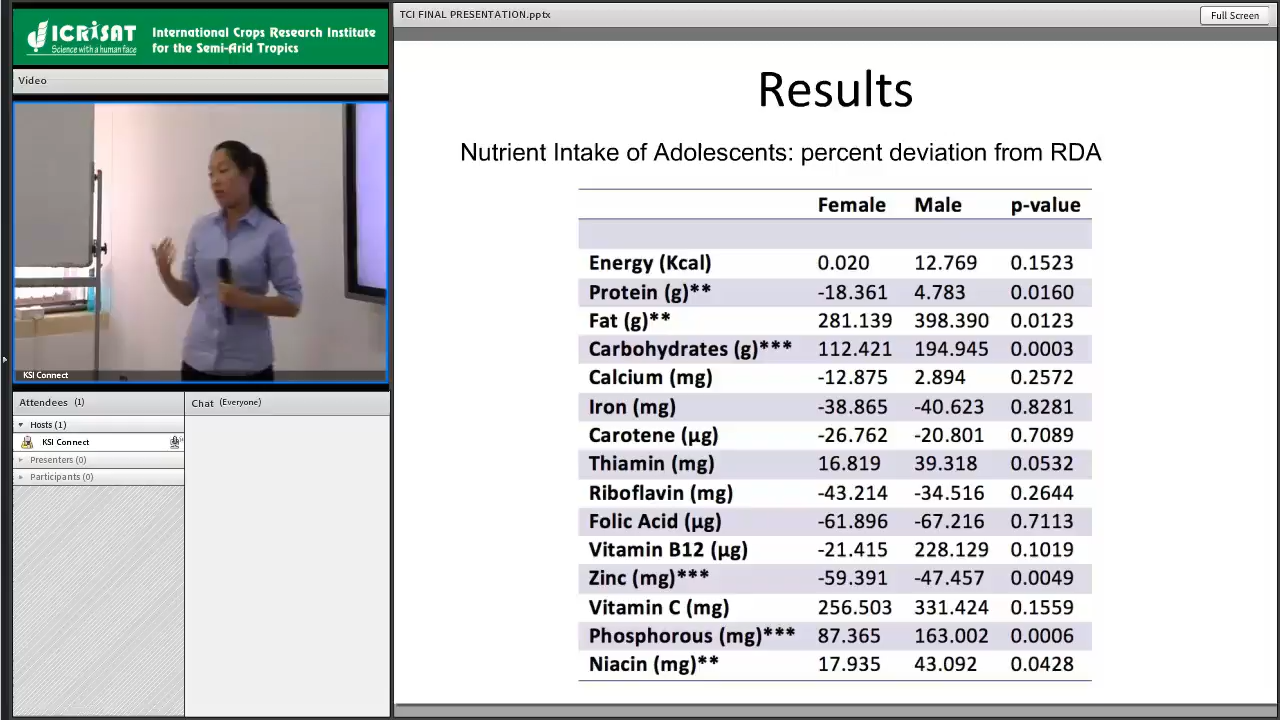 ICRISAT
Science with a human face
International Crops Research Institute
for the Semi-Arid Tropics
Video
KSI Connect
Attendees (1)
Hosts (1)
KSI Connect
Presenters (0)
Participants (0)
Chat (Everyone)
TCI FINAL PRESENTATION.pptx
Full Screen
Results
Nutrient Intake of Adolescents: percent deviation from RDA
Female Male p-value
Energy (Kcal) 0.020 12.769 0.1523
Protein (g)** -18.361 4.783 0.0160
Fat (g)** 281.139 398.390 0.0123
Carbohydrates (g)*** 112.421 194.945 0.0003
Calcium (mg) -12.875 2.894 0.2572
Iron (mg) -38.865 -40.623 0.8281
Carotene (µg) -26.762 -20.801 0.7089
Thiamin (mg) 16.819 39.318 0.0532
Riboflavin (mg) -43.214 -34.516 0.2644
Folic Acid (µg) -61.896 -67.216 0.7113
Vitamin B12 (µg) -21.415 228.129 0.1019
Zinc (mg)*** -59.391 -47.457 0.0049
Vitamin C (mg) 256.503 331.424 0.1559
Phosphorous (mg)*** 87.365 163.002 0.0006
Niacin (mg)** 17.935 43.092 0.0428